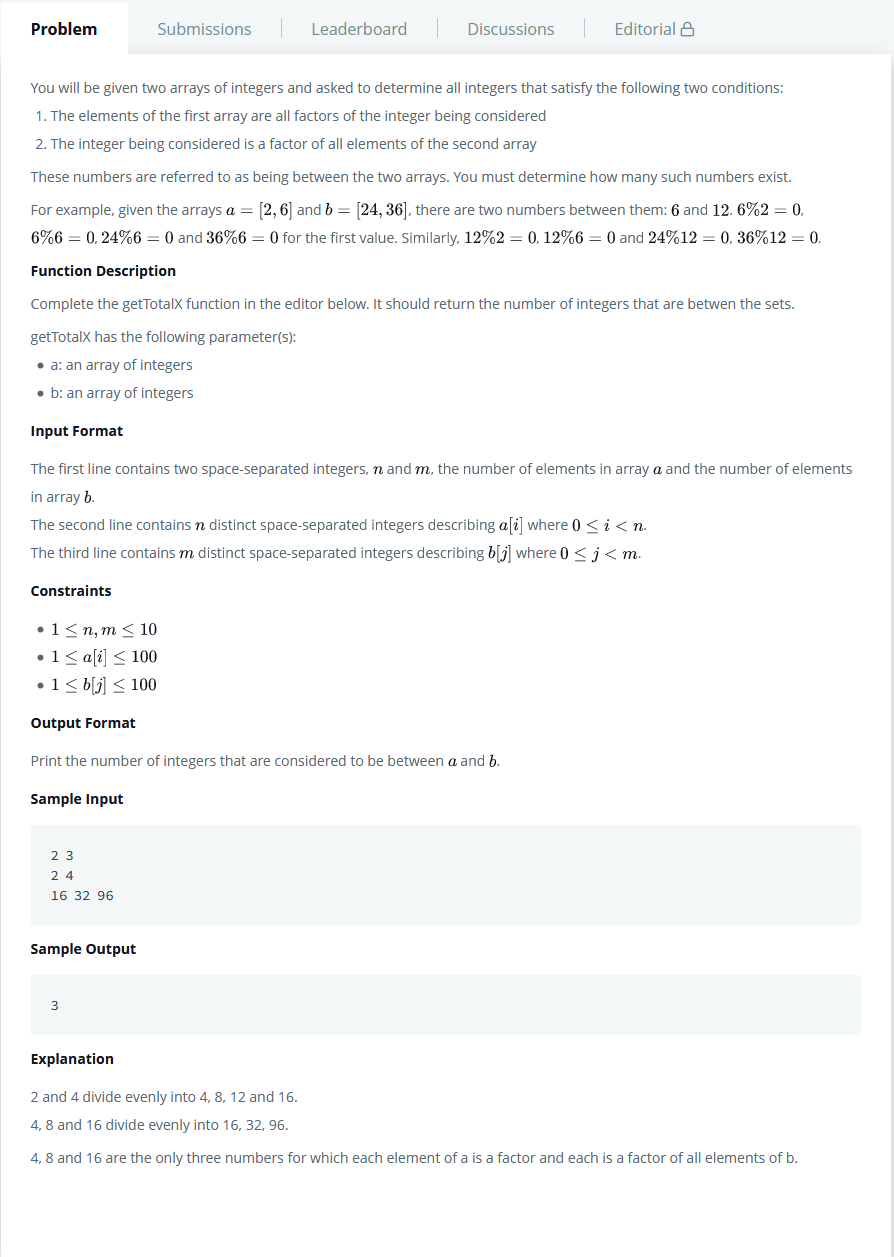 Problem
Submissions
Leaderboard
Discussions
Editorial
You will be given two arrays of integers and asked to determine all integers that satisfy the following two conditions:
1. The elements of the first array are all factors of the integer being considered
2. The integer being considered is a factor of all elements of the second array
These numbers are referred to as being between the two arrays. You must determine how many such numbers exist.
For example, given the arrays a = [2, 6] and b = [24, 36], there are two numbers between them: 6 and 12. 6%2 = 0,
6%6 = 0, 24%6 = 0 and 36%6 = 0 for the first value. Similarly, 12%2 = 0, 12%6 = 0 and 24%12 = 0, 36%12 = 0.
Function Description
Complete the getTotalX function in the editor below. It should return the number of integers that are betwen the sets.
getTotalX has the following parameter(s):
• a: an array of integers
• b: an array of integers
Input Format
The first line contains two space-separated integers, n and m, the number of elements in array a and the number of elements
in array b.
The second line contains n distinct space-separated integers describing a[i] where 0 ≤ i < n.
The third line contains m distinct space-separated integers describing b[j] where 0 ≤ j < m.
Constraints
• 1 ≤ n, m ≤ 10
• 1 ≤ a[i] ≤ 100
• 1 ≤ b[j] ≤ 100
Output Format
Print the number of integers that are considered to be between a and b.
Sample Input
2 3
2 4
16 32 96
Sample Output
3
Explanation
2 and 4 divide evenly into 4, 8, 12 and 16.
4, 8 and 16 divide evenly into 16, 32, 96.
4, 8 and 16 are the only three numbers for which each element of a is a factor and each is a factor of all elements of b.